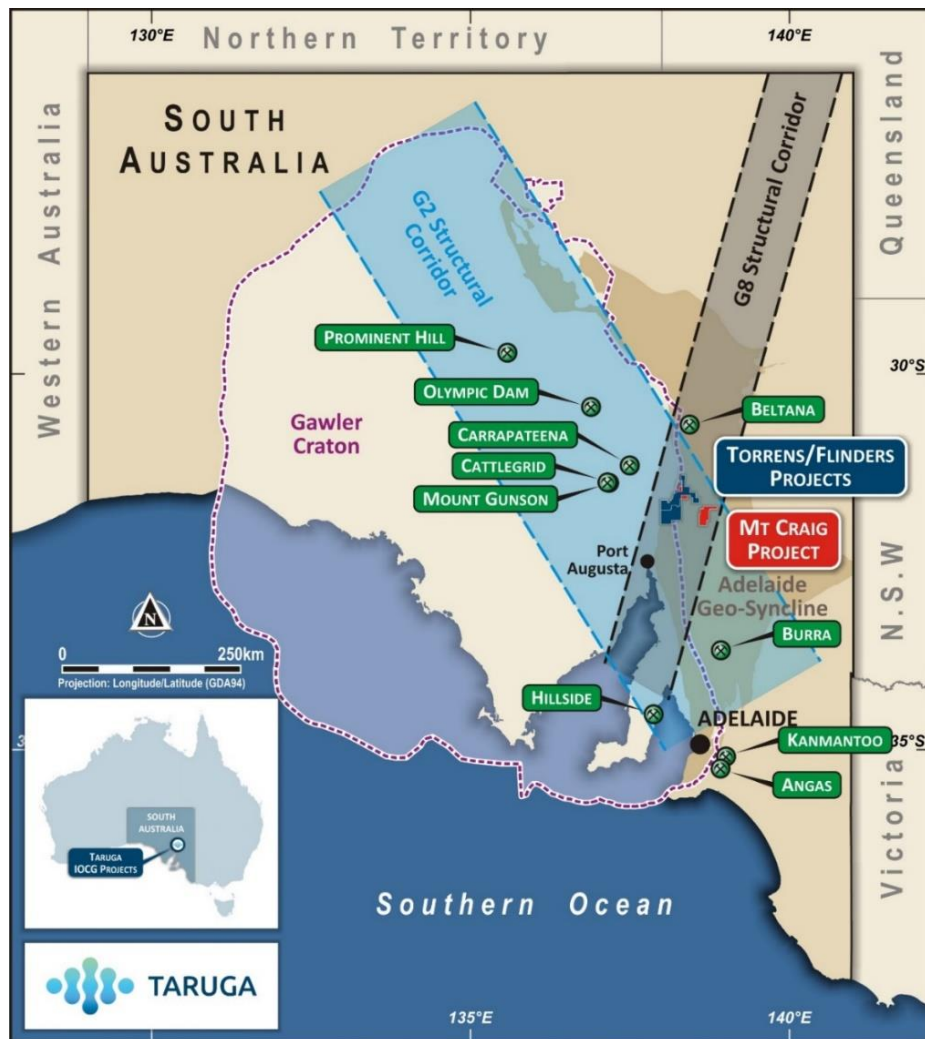 130°E
Northern Territory
140°E
SOUTH
AUSTRALIA
Western Australia
Queensland
G2 Structural
Corridor
G8 Structural Corridor
PROMINENT HILL
30°S
OLYMPIC DAM
BELTANA
Gawler
Craton
CARRAPATEENA
CATTLEGRID
MOUNT GUNSON
TORRENS/FLINDERS
PROJECTS
MT CRAIG
PROJECT
Port
Augusta
Adelaide
Geo-Syncline
N.S.W
N
BURRA
0 250km
Projection: Longitude/Latitude (GDA94)
HILLSIDE
ADELAIDE
35°S
KANMANTOO
ANGAS
Victoria
SOUTH
AUSTRALIA
TARUGA
IOCG PROJECTS
Southern Ocean
TARUGA
135°E
140°E